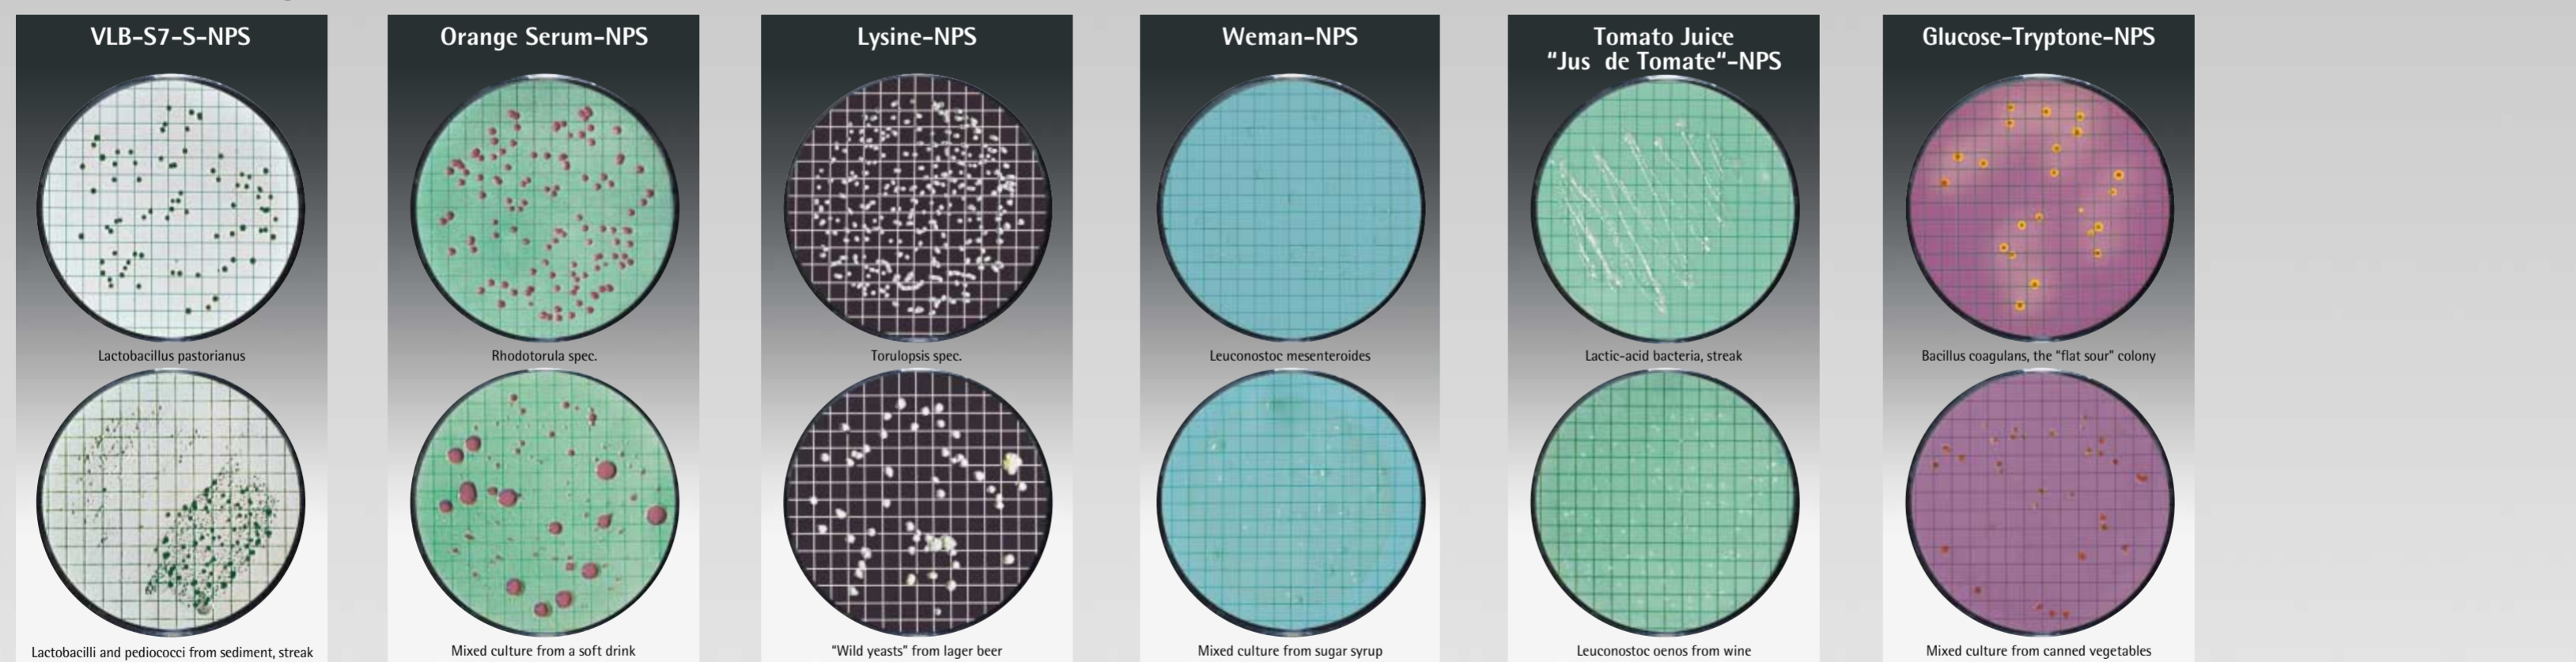 VLB-S7-S-NPS
Lactobacillus pastorianus
Lactobacilli and pediococci from sediment, streak
Orange Serum-NPS
Rhodotorula spec.
Mixed culture from a soft drink
Lysine-NPS
Torulopsis spec.
“Wild yeasts” from lager beer
Weman-NPS
Leuconostoc mesenteroides
Mixed culture from sugar syrup
Tomato Juice
“Jus de Tomate“-NPS
Lactic-acid bacteria, streak
Leuconostoc oenos from wine
Glucose-Tryptone-NPS
Bacillus coagulans, the “flat sour” colony
Mixed culture from canned vegetables